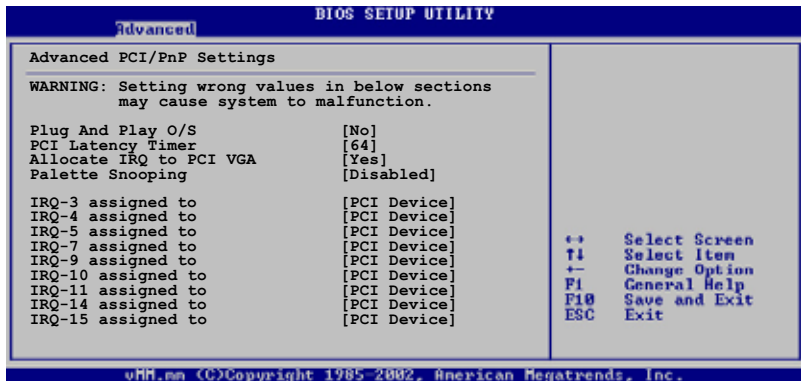 BIOS SETUP UTILITY
Advanced
Advanced PCI/PnP Settings
WARNING: Setting wrong values in below sections
may cause system to malfunction.
Plug And Play O/S [No]
PCI Latency Timer [64]
Allocate IRQ to PCI VGA [Yes]
Palette Snooping [Disabled]
IRQ-3 assigned to [PCI Device]
IRQ-4 assigned to [PCI Device]
IRQ-5 assigned to [PCI Device]
IRQ-7 assigned to [PCI Device]
IRQ-9 assigned to [PCI Device]
IRQ-10 assigned to [PCI Device]
IRQ-11 assigned to [PCI Device]
IRQ-14 assigned to [PCI Device]
IRQ-15 assigned to [PCI Device]
↔ Select Screen
↑↓ Select Item
+- Change Option
F1 General Help
F10 Save and Exit
ESC Exit
vMM.mm (C)Copyright 1985-2002, American Megatrends, Inc.